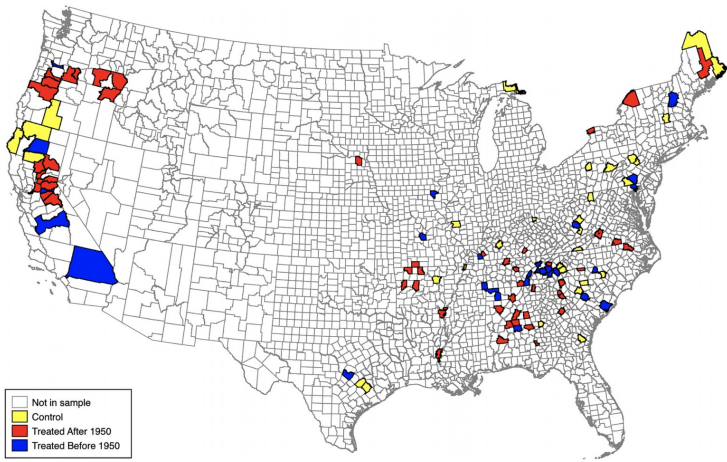 Not in sample
Control
Treated After 1950
Treated Before 1950